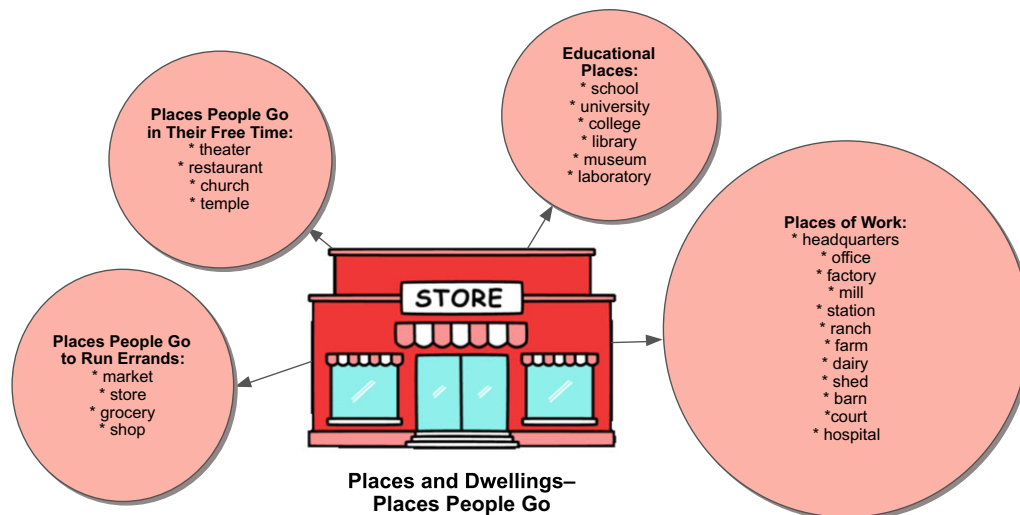 Places People Go
in Their Free Time:
* theater
* restaurant
* church
* temple
Educational
Places:
* school
* university
* college
* library
* museum
* laboratory
Places of Work:
* headquarters
* office
* factory
* mill
* station
* ranch
* farm
* dairy
* shed
* barn
*court
* hospital
Places People Go
to Run Errands:
* market
* store
* grocery
* shop
STORE
Places and Dwellings–
Places People Go